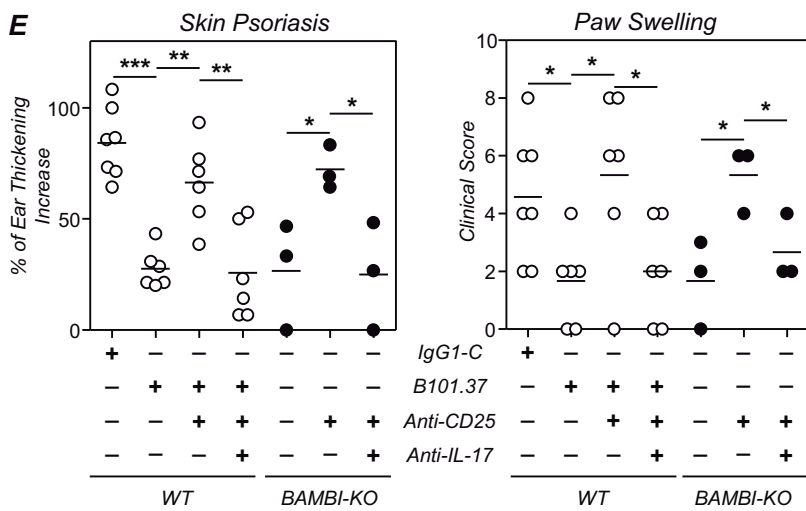 E
Skin Psoriasis
Paw Swelling
*** ** ** * *
* * * * *
% of Ear Thickening
Increase
100
50
0
Clinical Score
10
8
6
4
2
0
+ – – – – – – IgG1-C + – – – – – –
– + + + – – – B101.37 – + + + – – –
– – + + – + + Anti-CD25 – – + + – + +
– – – + – – + Anti-IL-17 – – – + – – +
WT BAMBI-KO WT BAMBI-KO